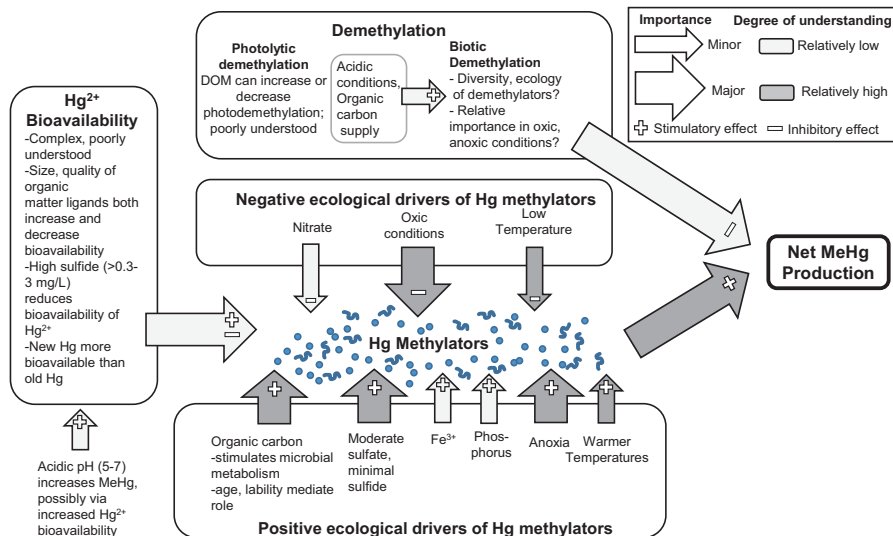 Demethylation
Photolytic
demethylation
DOM can increase or
decrease
photodemethylation;
poorly understood
Acidic
conditions,
Organic
carbon
supply
Biotic
Demethylation
- Diversity, ecology
of demethylators?
- Relative
importance in oxic,
anoxic conditions?
Importance
Degree of understanding
Minor
Relatively low
Major
Relatively high
Stimulatory effect
Inhibitory effect
Hg²⁺
Bioavailability
-Complex, poorly
understood
-Size, quality of
organic
matter ligands both
increase and
decrease
bioavailability
-High sulfide (>0.3-
3 mg/L)
reduces
bioavailability of
Hg²⁺
-New Hg more
bioavailable than
old Hg
Acidic pH (5-7)
increases MeHg,
possibly via
increased Hg²⁺
bioavailability
Negative ecological drivers of Hg methylators
Nitrate
Oxic
conditions
Low
Temperature
Hg Methylators
Net MeHg
Production
Organic carbon
-stimulates microbial
metabolism
-age, lability mediate
role
Moderate
sulfate,
minimal
sulfide
Fe³⁺
Phos-
phorus
Anoxia
Warmer
Temperatures
Positive ecological drivers of Hg methylators